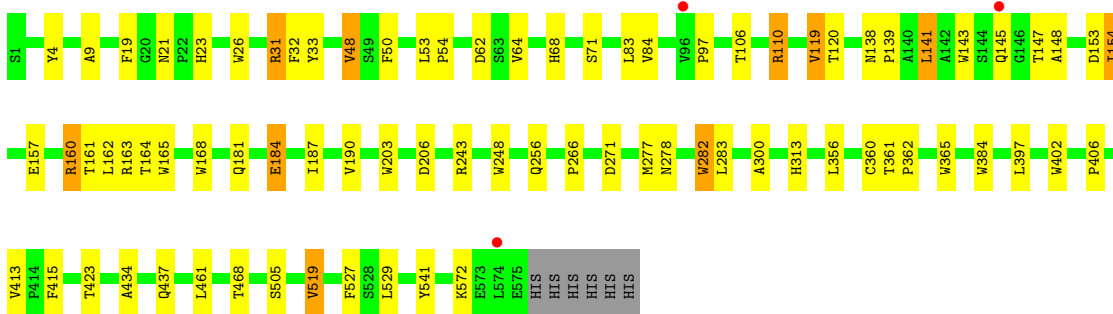 S1 Y4 A9 F19 G20 N21 P22 H23 W26 R31 F32 Y33 V48 S49 F50 L53 P54 D62 S63 V64 H68 S71 L83 V84 V96 P97 T106 R110 V119 T120 N138 P139 A140 L141 A142 W143 S144 Q145 G146 T147 A148 D153 I154
E157 R160 T161 L162 R163 T164 W165 W168 Q181 E184 I187 V190 W203 D206 R243 W248 Q256 P266 D271 M277 N278 W282 L283 A300 H313 L356 C360 T361 P362 W365 W384 L397 W402 P406
V413 P414 F415 T423 A434 Q437 L461 T468 S505 V519 F527 S528 L529 Y541 K572 E573 L574 E575 HIS HIS HIS HIS HIS HIS